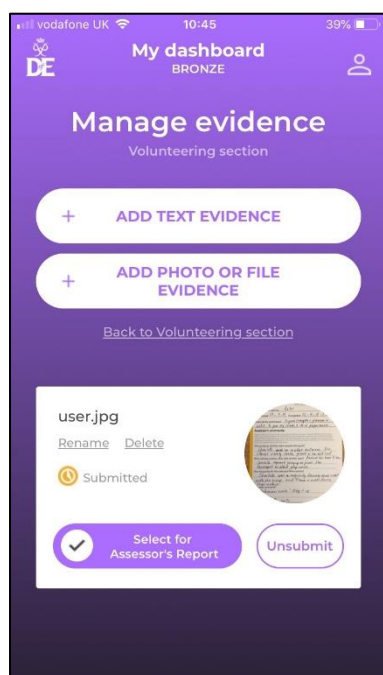 vodafone UK 10:45 39%
DE My dashboard
BRONZE
Manage evidence
Volunteering section
+ ADD TEXT EVIDENCE
+ ADD PHOTO OR FILE
EVIDENCE
Back to Volunteering section
user.jpg
Rename Delete
Submitted
Select for
Assessor's Report
Unsubmit